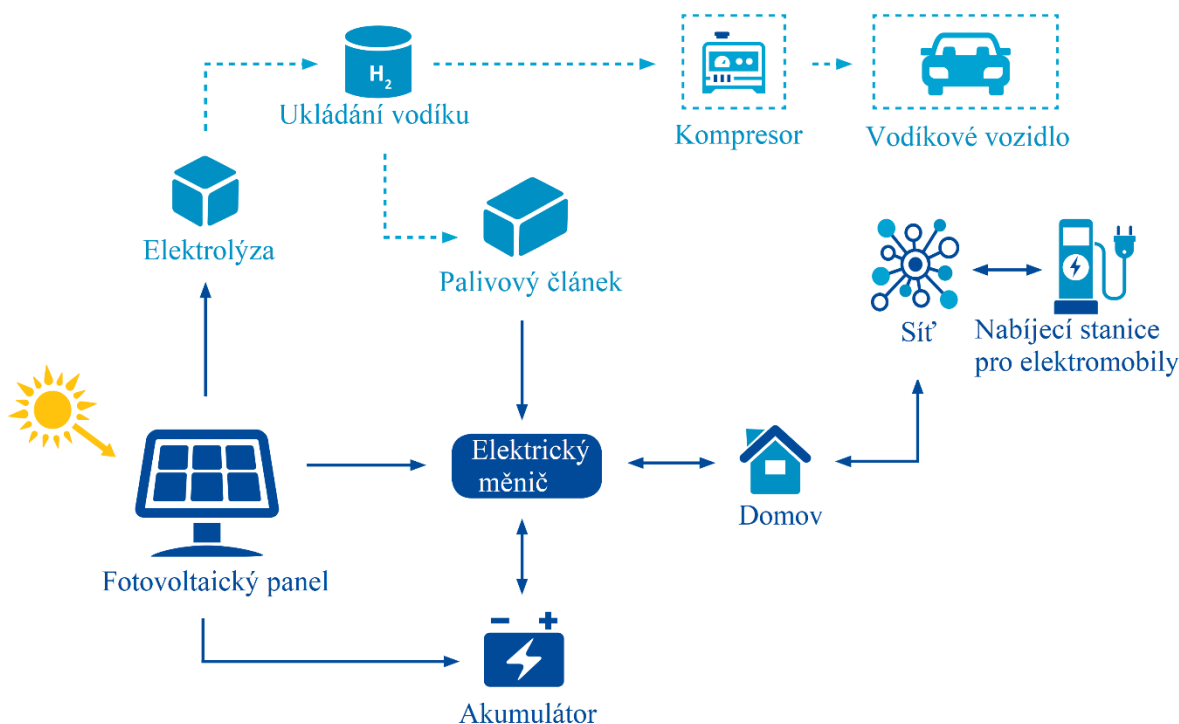 H2
Ukládání vodíku
Kompresor
Vodíkové vozidlo
Elektrolýza
Palivový článek
Síť
Nabíjecí stanice
pro elektromobily
Elektrický
měnič
Domov
Fotovoltaický panel
Akumulátor